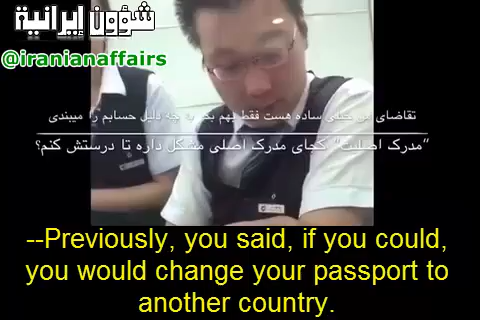 شؤون إيرانية
@iranianaffairs
تقاضای من خیلی ساده هست فقط بهم بگو به چه دلیل حسابم را میبندی
”مدرک اصلیت“ کجای مدرک اصلی مشکل داره تا درستش کنم؟
--Previously, you said, if you could,
you would change your passport to
another country.